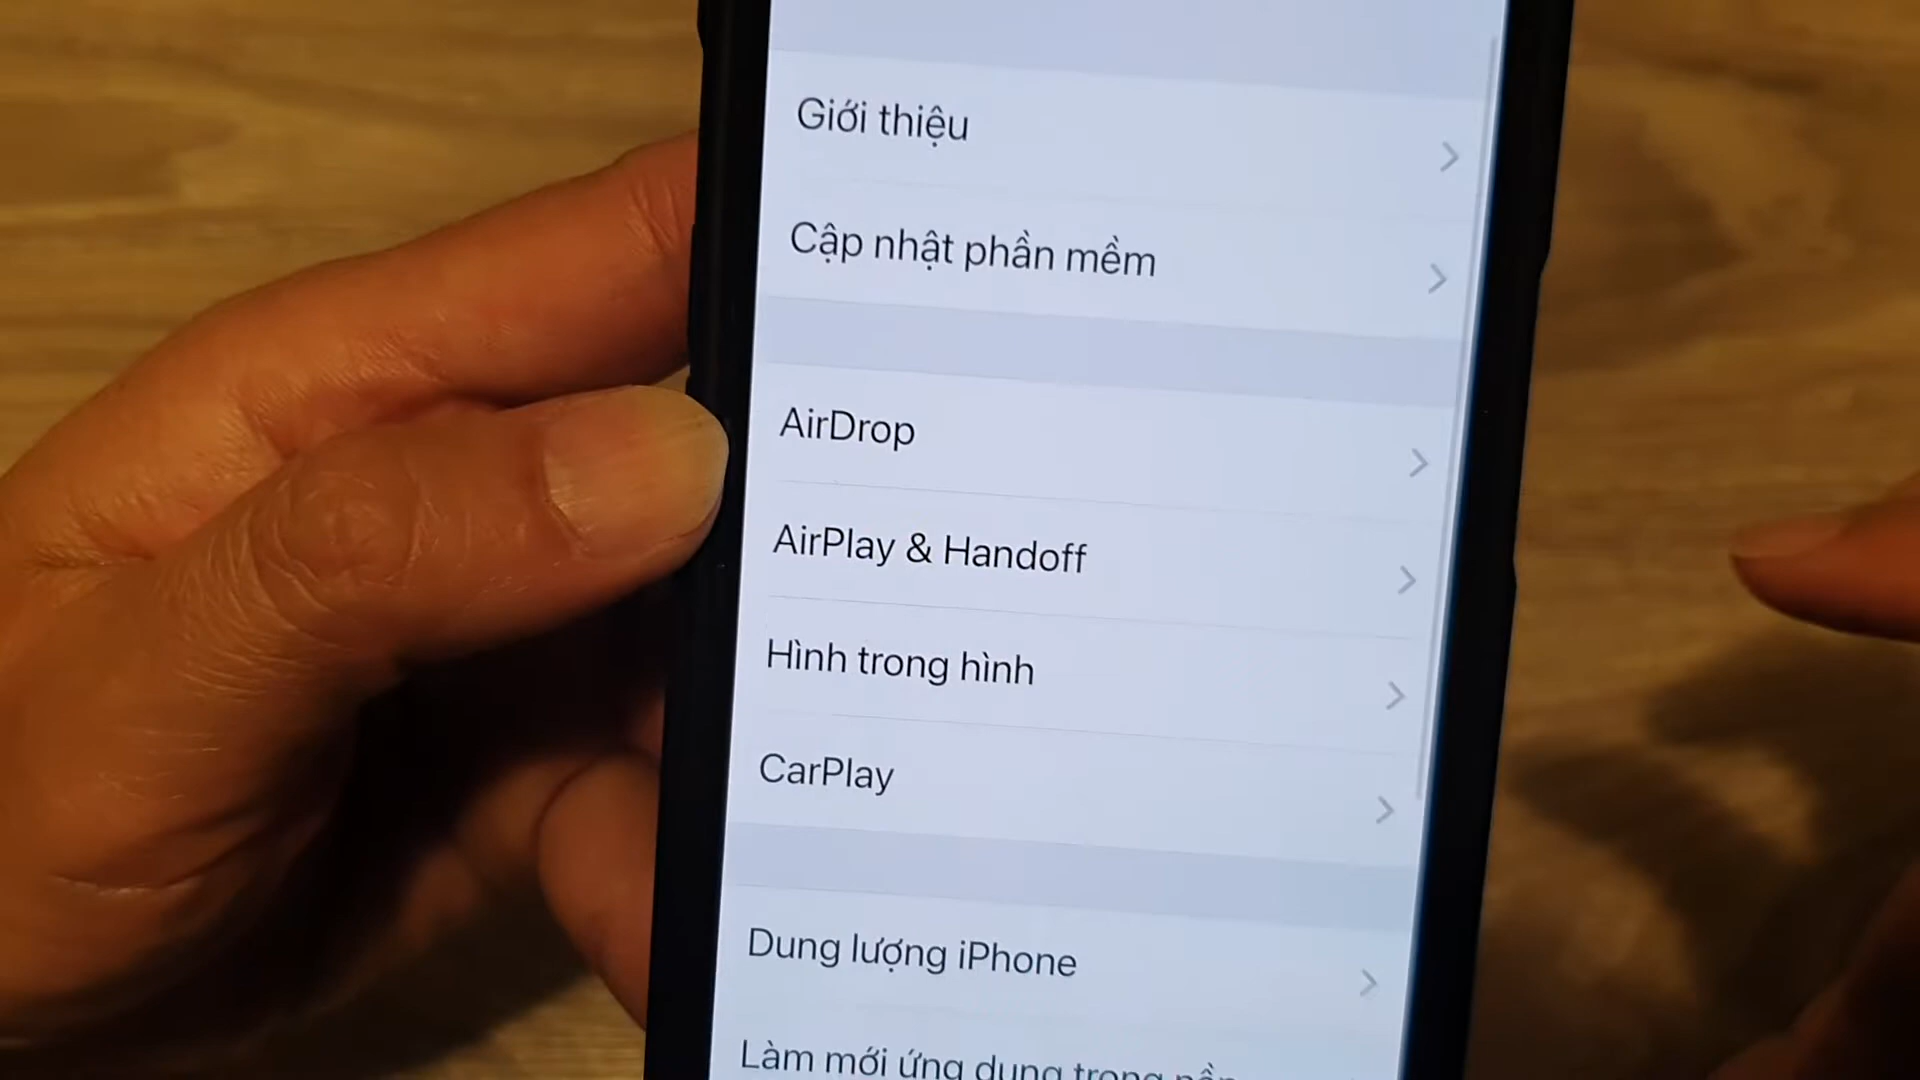 Giới thiệu
Cập nhật phần mềm
AirDrop
AirPlay & Handoff
Hình trong hình
CarPlay
Dung lượng iPhone
Làm mới ứng dụng trong nền